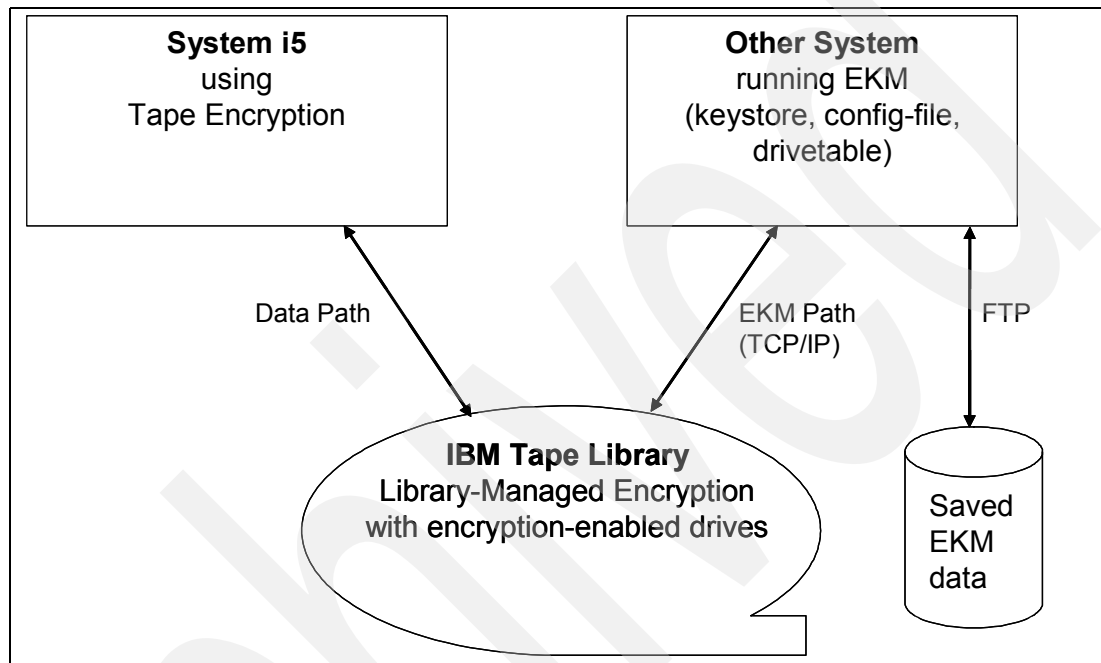 System i5
using
Tape Encryption
Other System
running EKM
(keystore, config-file,
drivetable)
Data Path
EKM Path
(TCP/IP)
FTP
IBM Tape Library
Library-Managed Encryption
with encryption-enabled drives
Saved
EKM
data